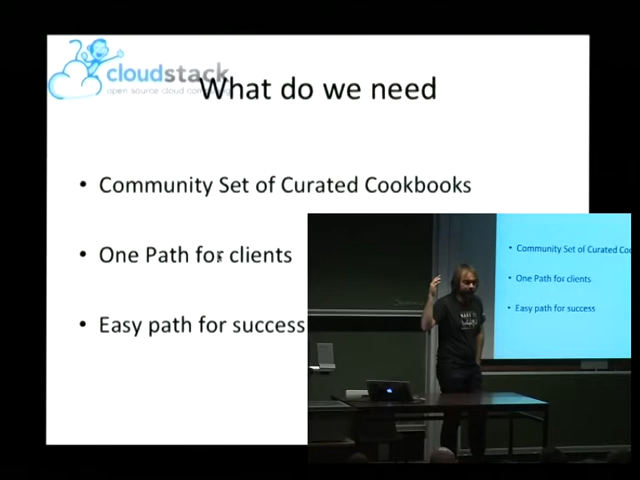 cloudstack
open source cloud
What do we need
• Community Set of Curated Cookbooks
• One Path for clients
• Easy path for success
• Community Set of Curated Co
• One Path for clients
• Easy path for success